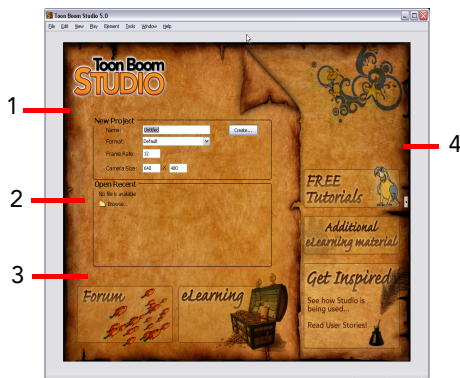 Toon Boom Studio 5.0
File Edit View Play Element Tools Window Help
Toon Boom
STUDIO
1
New Project
Name: Untitled Create...
Format: Default
Frame Rate: 12
Camera Size: 640 X 480
4
FREE
Tutorials
2
Open Recent
No file is available
Browse...
Additional
eLearning material
3
Forum
eLearning
Get Inspired
See how Studio is
being used...
Read User Stories!